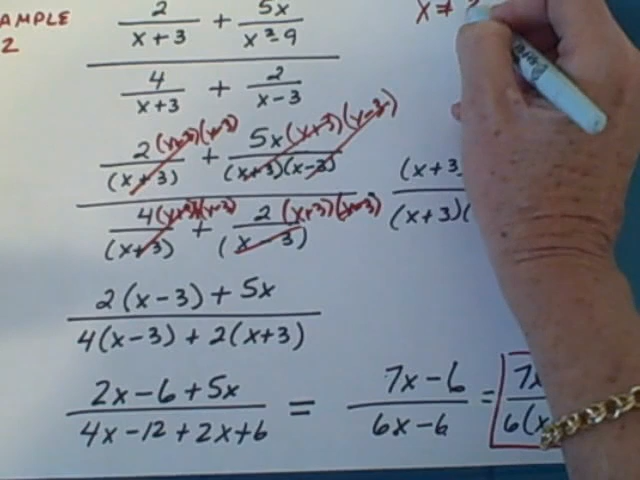 AMPLE
2
2/(x+3) + 5x/(x²-9)
4/(x+3) + 2/(x-3)
x ≠
2(x+3)(x-3)/(x+3) + 5x(x+3)(x-3)/((x+3)(x-3))
4(x+3)(x-3)/(x+3) + 2(x+3)(x-3)/(x-3)
· (x+3
(x+3)(
2(x-3)+5x
4(x-3)+2(x+3)
2x-6+5x
4x-12+2x+6
=
7x-6
6x-6
=
7x
6(x